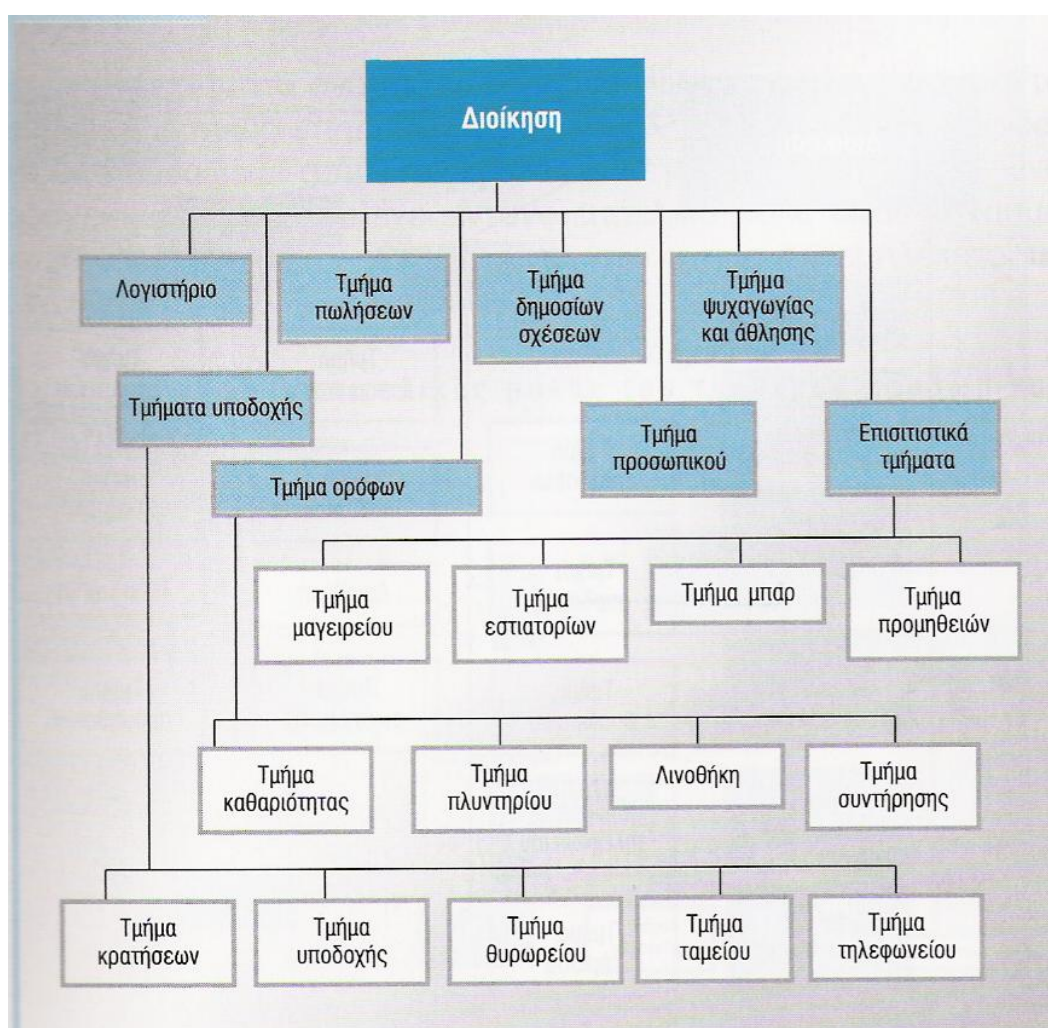 Διοίκηση
Λογιστήριο
Τμήμα
πωλήσεων
Τμήμα
δημοσίων
σχέσεων
Τμήμα
ψυχαγωγίας
και άθλησης
Τμήματα υποδοχής
Τμήμα
προσωπικού
Επισιτιστικά
τμήματα
Τμήμα ορόφων
Τμήμα
μαγειρείου
Τμήμα
εστιατορίων
Τμήμα μπαρ
Τμήμα
προμηθειών
Τμήμα
καθαριότητας
Τμήμα
πλυντηρίου
Λινοθήκη
Τμήμα
συντήρησης
Τμήμα
κρατήσεων
Τμήμα
υποδοχής
Τμήμα
θυρωρείου
Τμήμα
ταμείου
Τμήμα
τηλεφωνείου